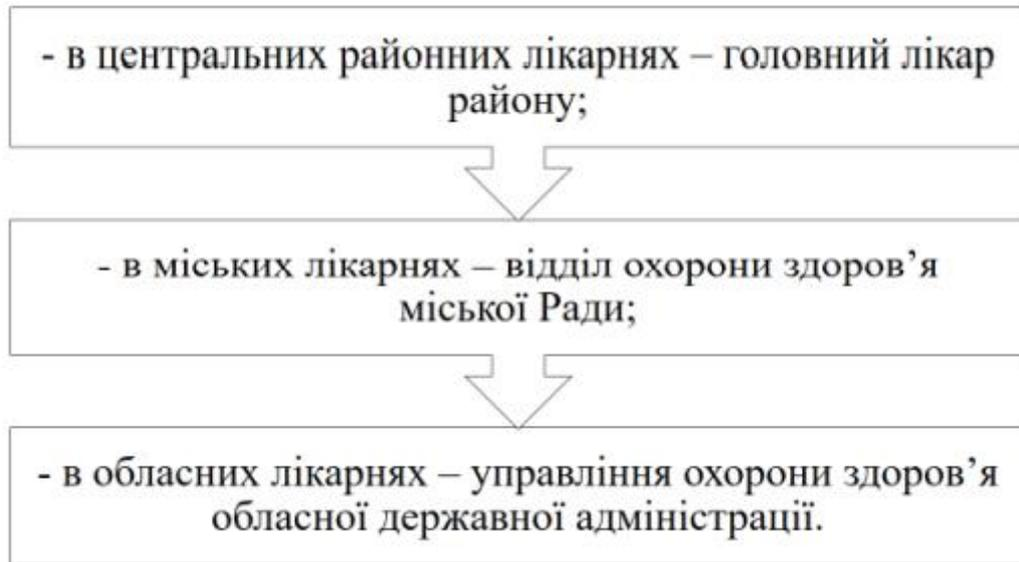 - в центральних районних лікарнях – головний лікар
району;
- в міських лікарнях – відділ охорони здоров’я
міської Ради;
- в обласних лікарнях – управління охорони здоров’я
обласної державної адміністрації.